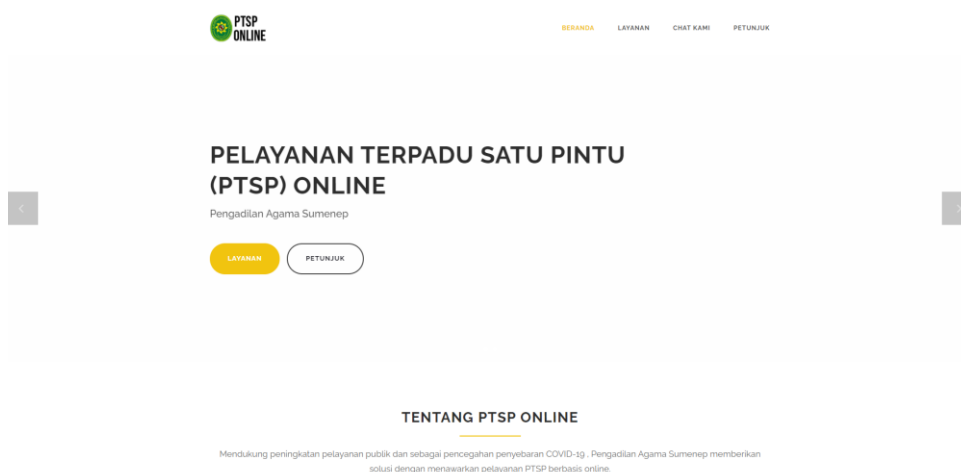 PTSP
ONLINE
BERANDA LAYANAN CHAT KAMI PETUNJUK
PELAYANAN TERPADU SATU PINTU
(PTSP) ONLINE
Pengadilan Agama Sumenep
LAYANAN PETUNJUK
TENTANG PTSP ONLINE
Mendukung peningkatan pelayanan publik dan sebagai pencegahan penyebaran COVID-19 , Pengadilan Agama Sumenep memberikan
solusi dengan menawarkan pelayanan PTSP berbasis online.